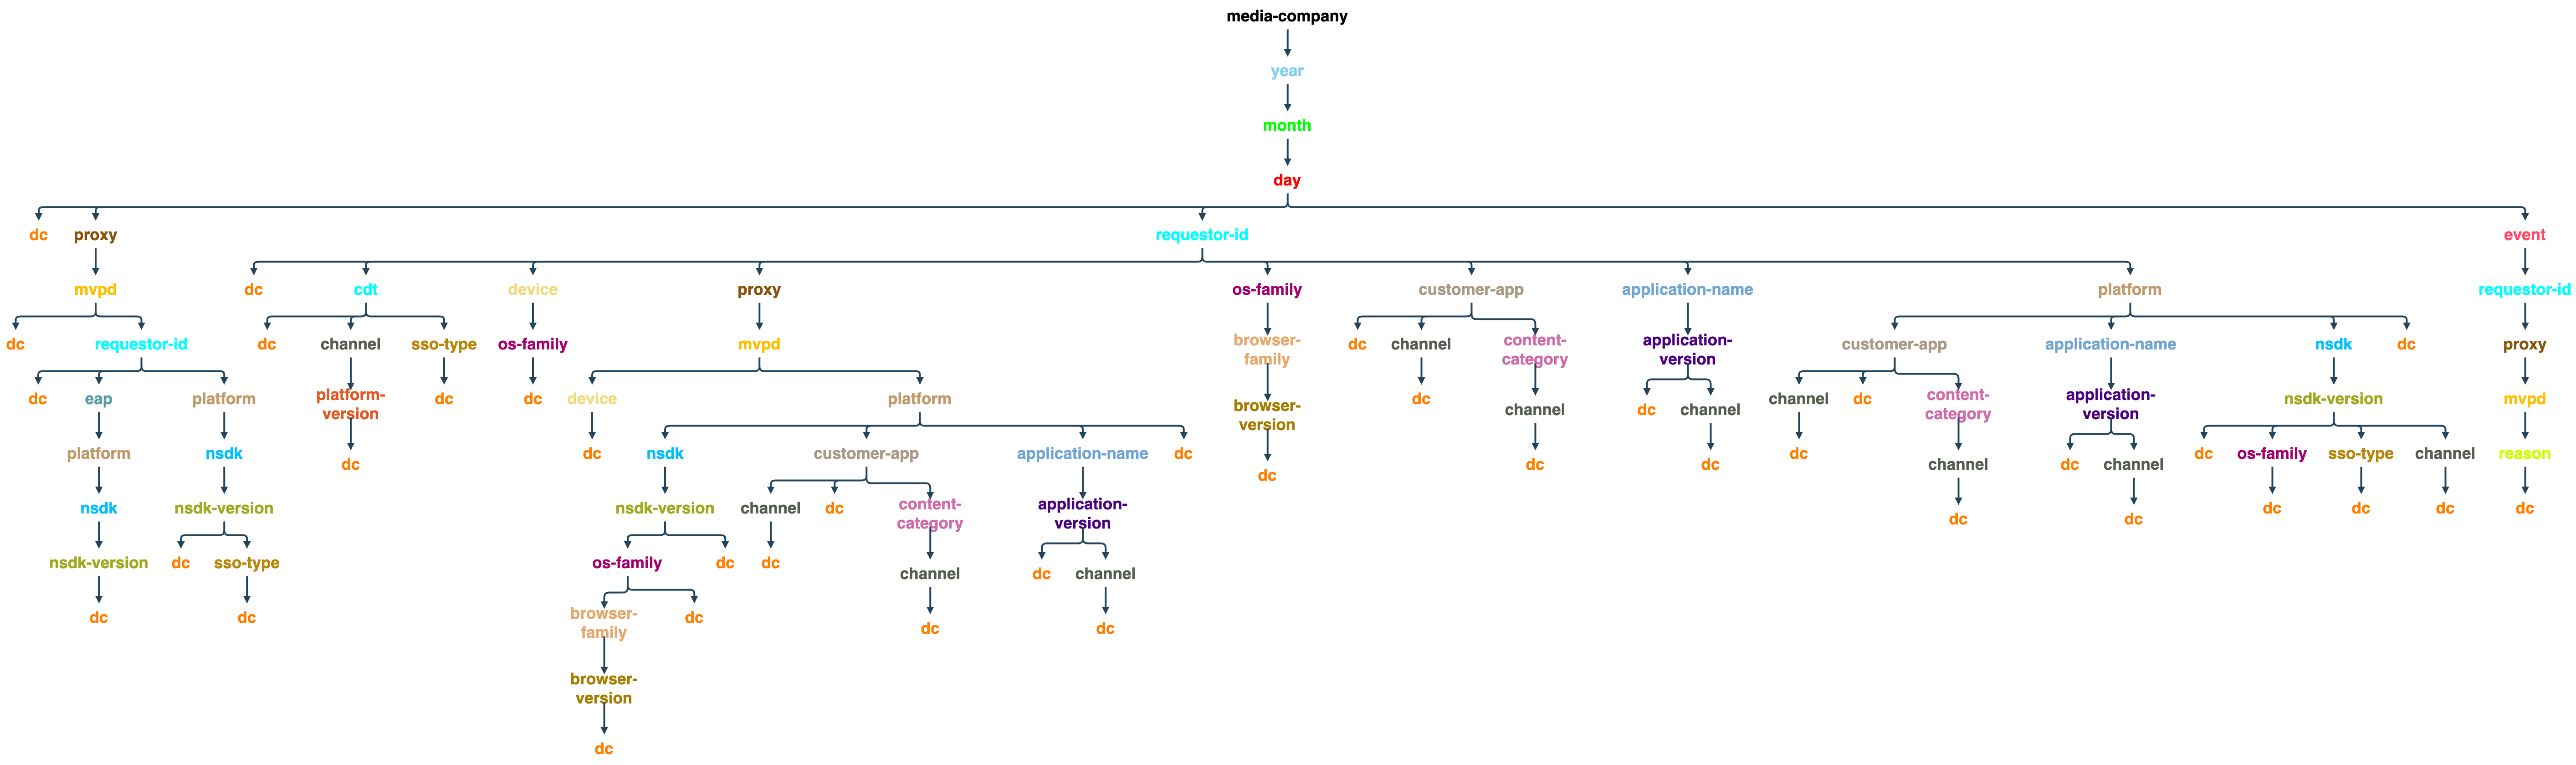 media-company
year
month
day
dc
proxy
requestor-id
event
mvpd
dc
cdt
device
proxy
os-family
customer-app
application-name
platform
requestor-id
dc
requestor-id
dc
channel
sso-type
os-family
mvpd
browser-
family
dc
channel
content-
category
application-
version
customer-app
application-name
nsdk
dc
proxy
dc
eap
platform
platform-
version
dc
dc
device
platform
browser-
version
dc
channel
dc
channel
channel
dc
content-
category
application-
version
nsdk-version
mvpd
platform
nsdk
dc
dc
nsdk
customer-app
application-name
dc
dc
dc
dc
dc
channel
dc
channel
dc
os-family
sso-type
channel
reason
nsdk
nsdk-version
nsdk-version
channel
dc
content-
category
application-
version
dc
dc
dc
dc
dc
dc
nsdk-version
dc
sso-type
os-family
dc
dc
channel
dc
channel
dc
dc
browser-
family
dc
dc
dc
browser-
version
dc